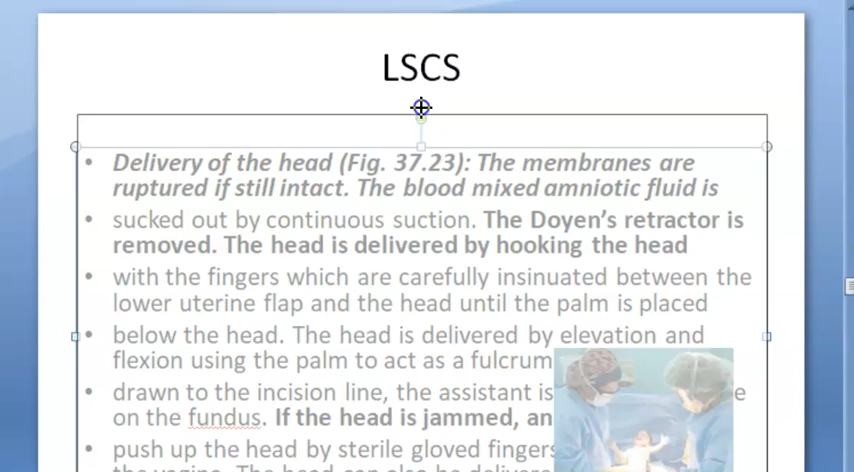 LSCS
• Delivery of the head (Fig. 37.23): The membranes are
ruptured if still intact. The blood mixed amniotic fluid is
• sucked out by continuous suction. The Doyen’s retractor is
removed. The head is delivered by hooking the head
• with the fingers which are carefully insinuated between the
lower uterine flap and the head until the palm is placed
• below the head. The head is delivered by elevation and
flexion using the palm to act as a fulcrum
• drawn to the incision line, the assistant is
on the fundus. If the head is jammed, an
• push up the head by sterile gloved fingers